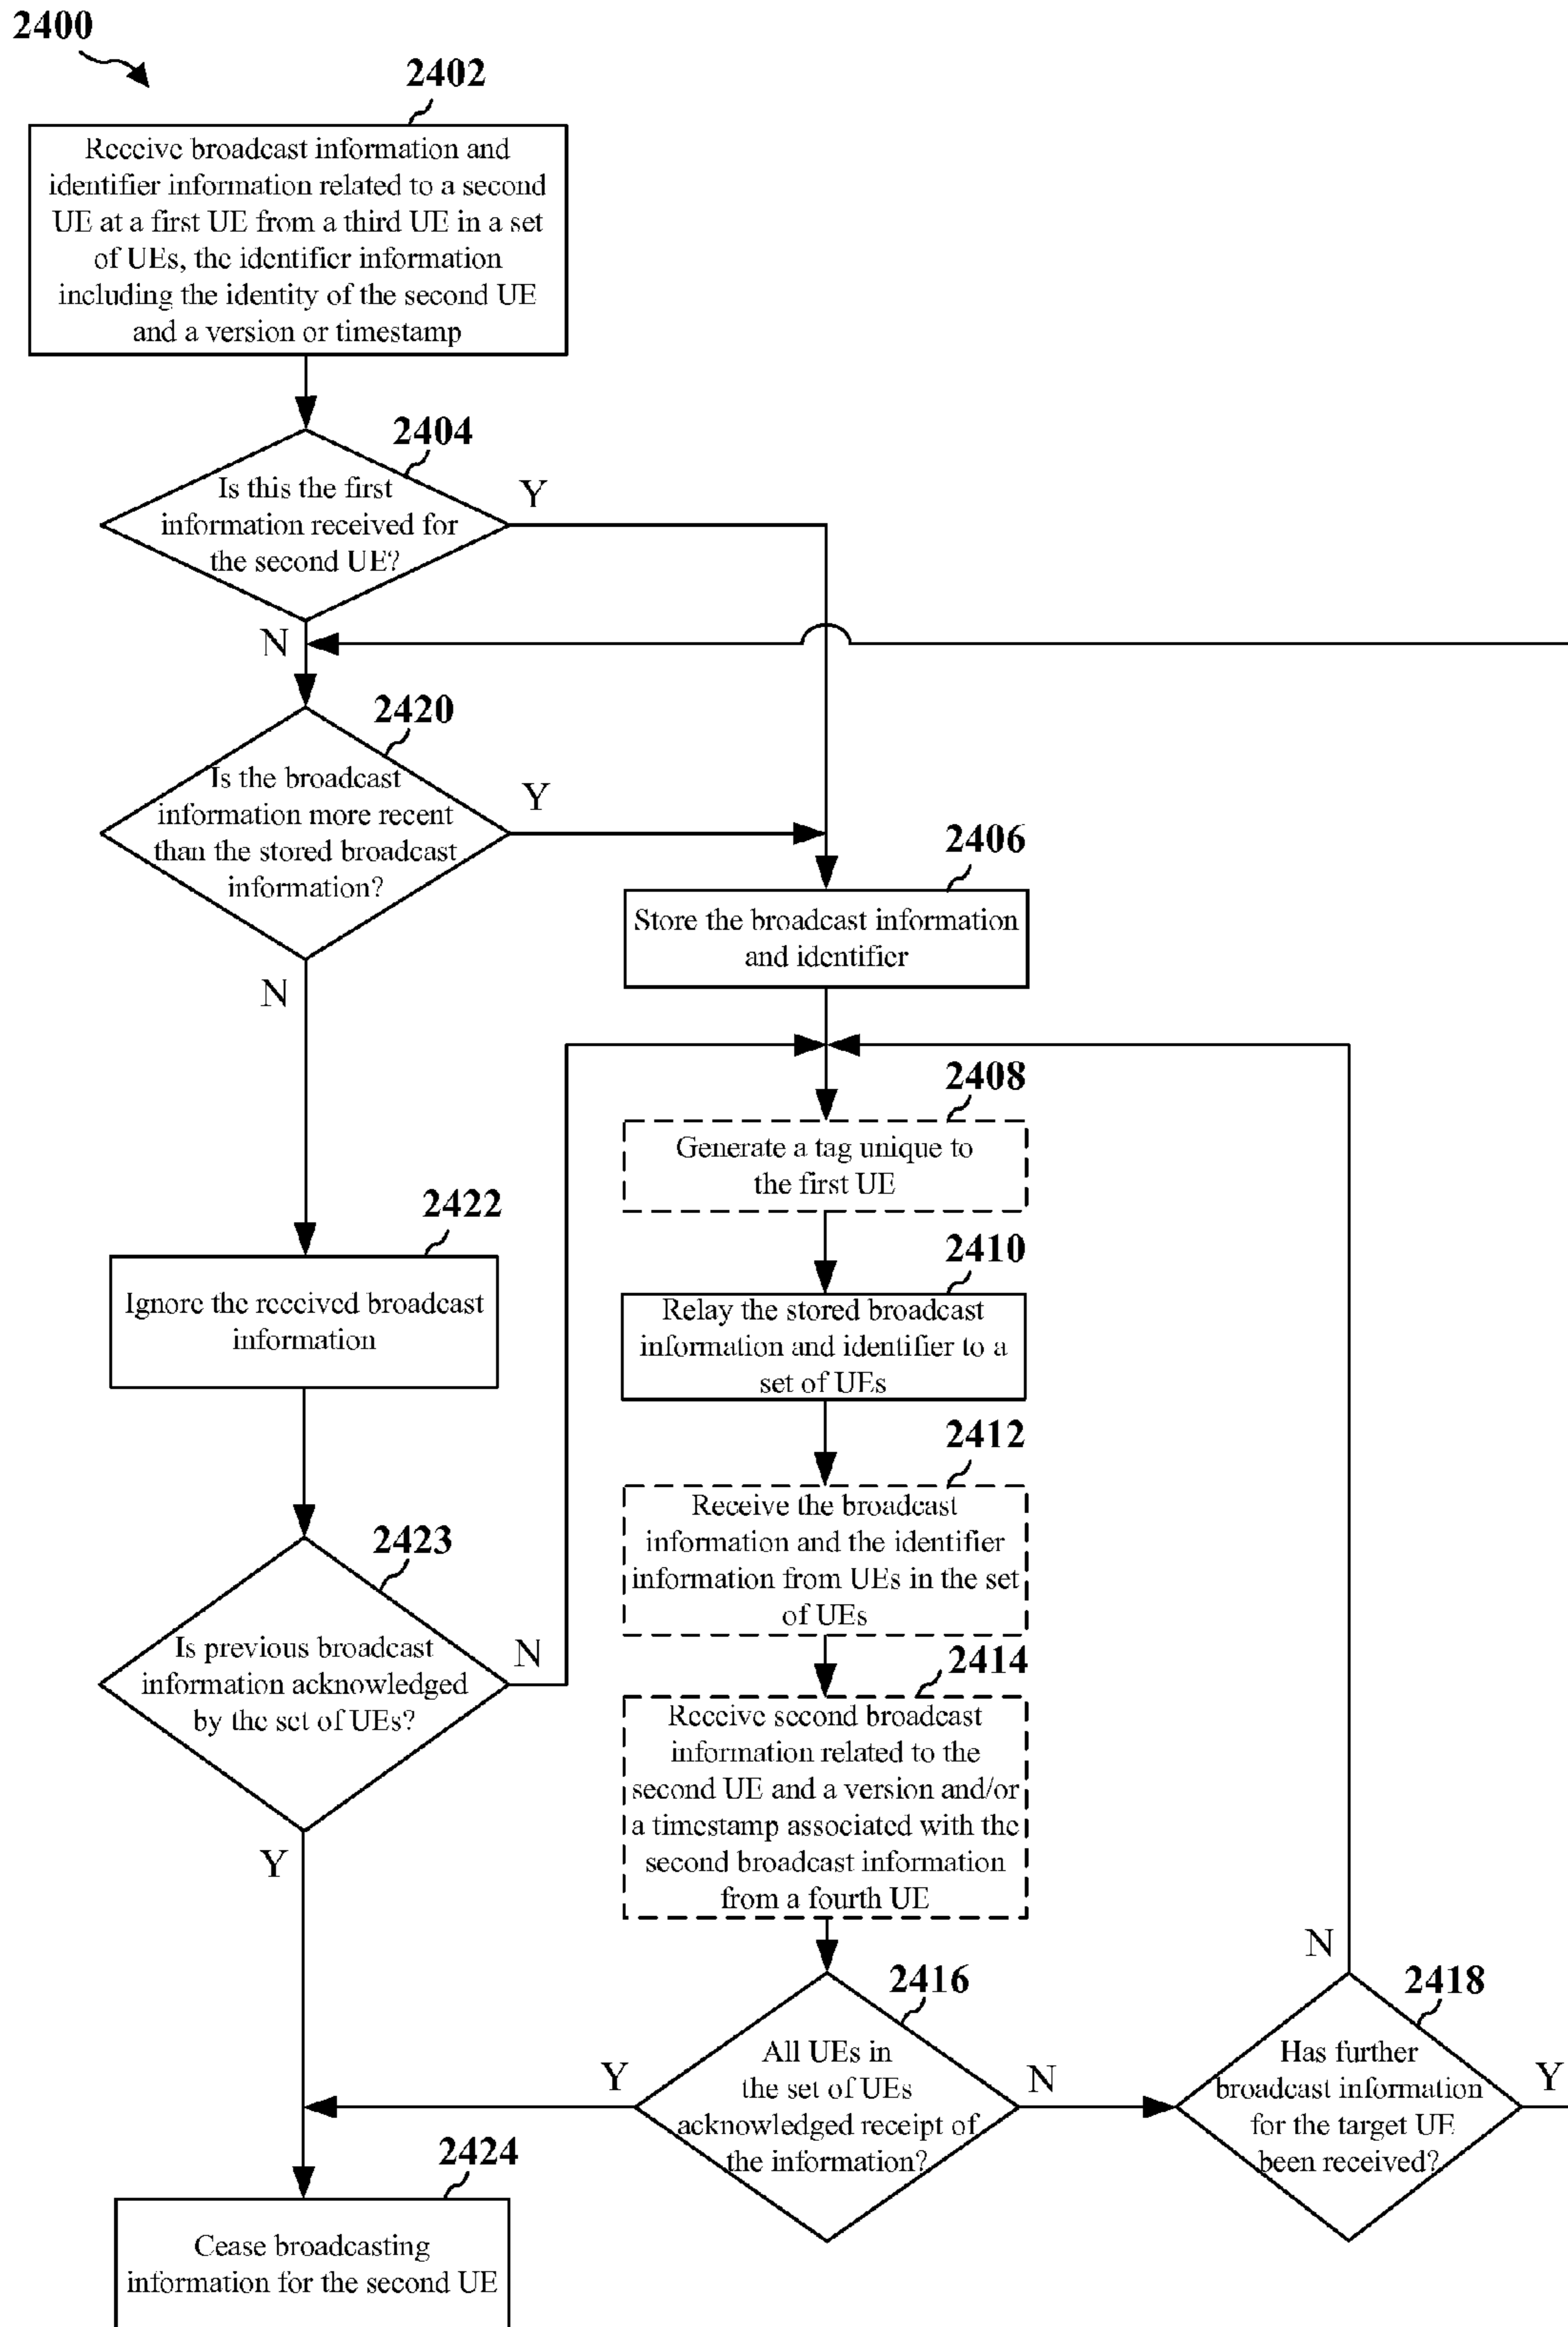 2400
2402
Receive broadcast information and
identifier information related to a second
UE at a first UE from a third UE in a set
of UEs, the identifier information
including the identity of the second UE
and a version or timestamp
2404
Is this the first
information received for
the second UE?
Y
N
2420
Is the broadcast
information more recent
than the stored broadcast
information?
Y
N
2406
Store the broadcast information
and identifier
2408
Generate a tag unique to
the first UE
2422
Ignore the received broadcast
information
2410
Relay the stored broadcast
information and identifier to a
set of UEs
2412
Receive the broadcast
information and the identifier
information from UEs in the set
of UEs
2423
Is previous broadcast
information acknowledged
by the set of UEs?
N
Y
2414
Receive second broadcast
information related to the
second UE and a version and/or
a timestamp associated with the
second broadcast information
from a fourth UE
2416
All UEs in
the set of UEs
acknowledged receipt of
the information?
Y
N
2418
Has further
broadcast information
for the target UE
been received?
N
Y
2424
Cease broadcasting
information for the second UE